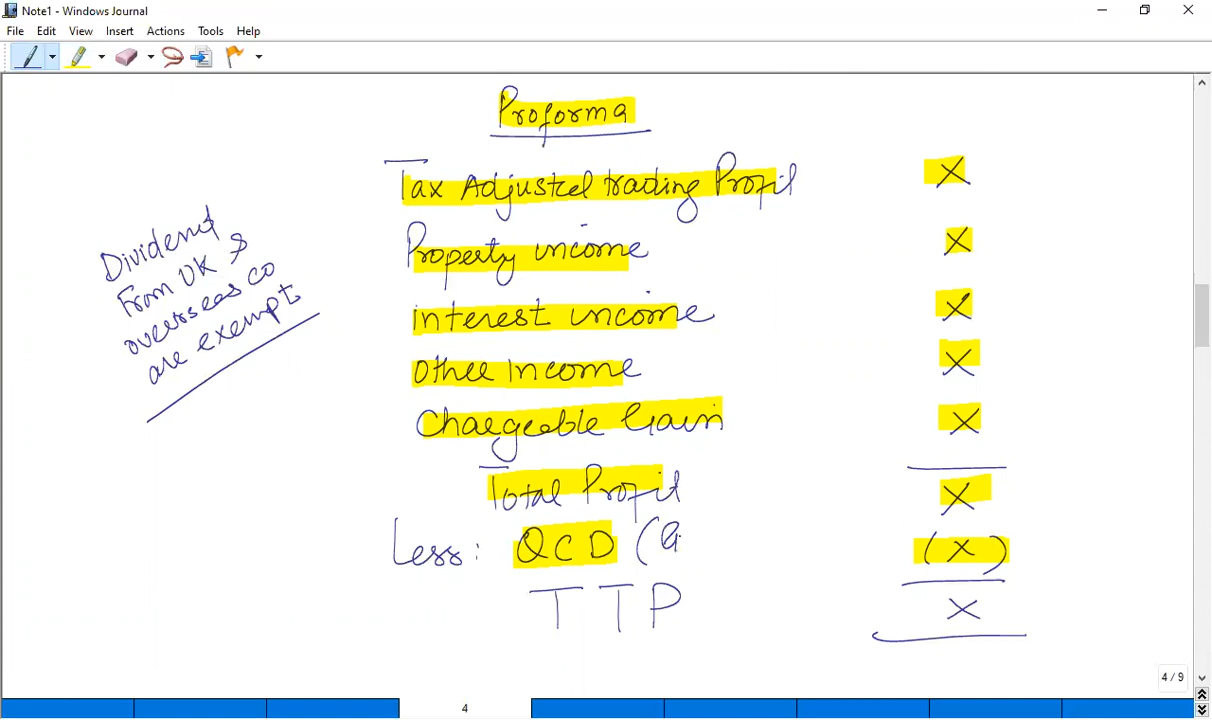 Note1 - Windows Journal
File Edit View Insert Actions Tools Help
Proforma
Tax Adjusted trading Profit X
Property income X
interest income X
Other Income X
Chargeable Gain X
Total Profit X
Less: QCD ( (X)
TTP X
Dividend
From UK &
overseas co
are exempt
4 / 9
4